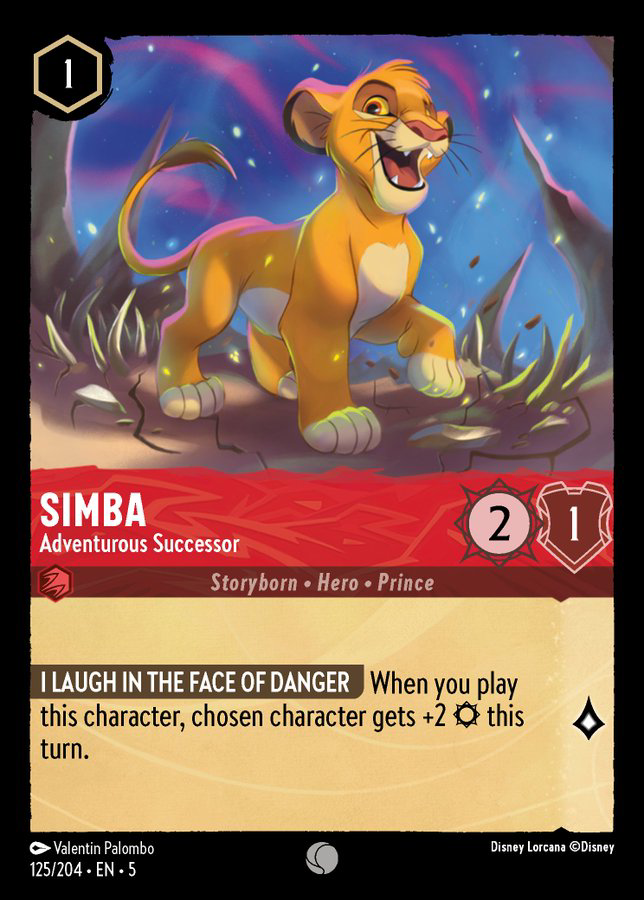 1
SIMBA
Adventurous Successor
2
1
Storyborn • Hero • Prince
I LAUGH IN THE FACE OF DANGER When you play
this character, chosen character gets +2 this
turn.
Valentin Palombo
125/204 • EN • 5
Disney Lorcana ©Disney